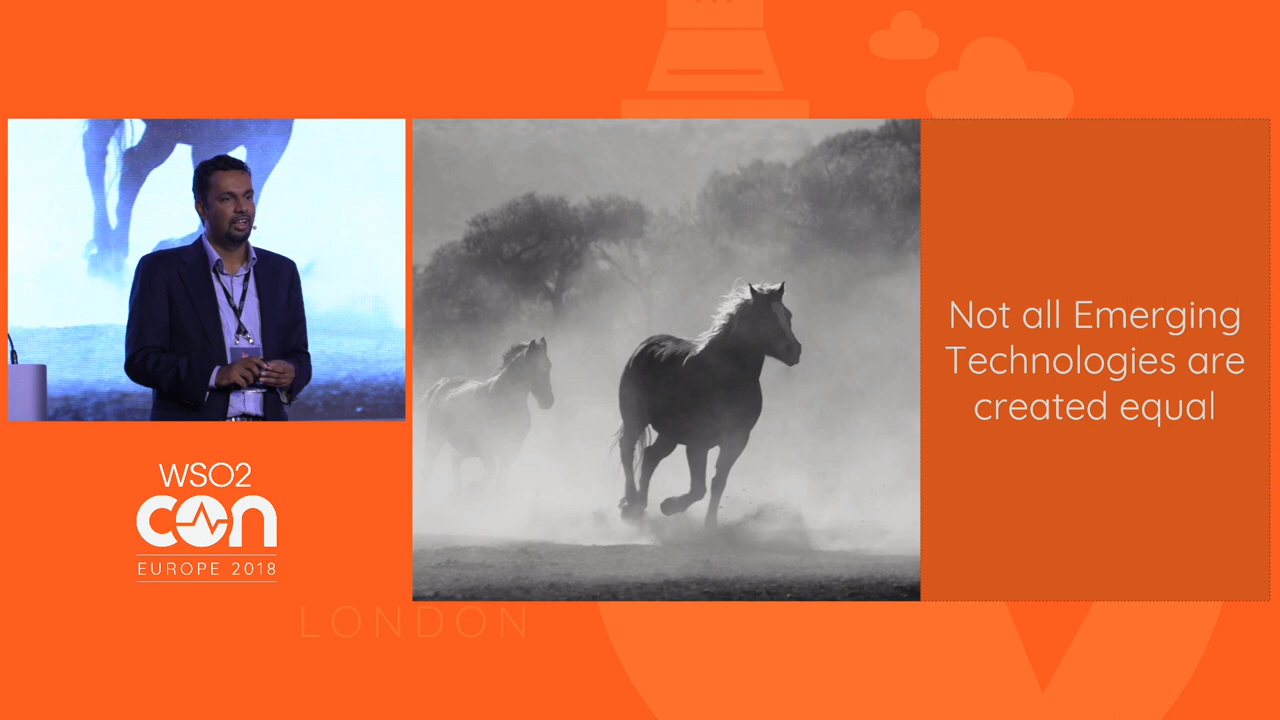 WSO2
con
EUROPE 2018
LONDON
Not all Emerging
Technologies are
created equal